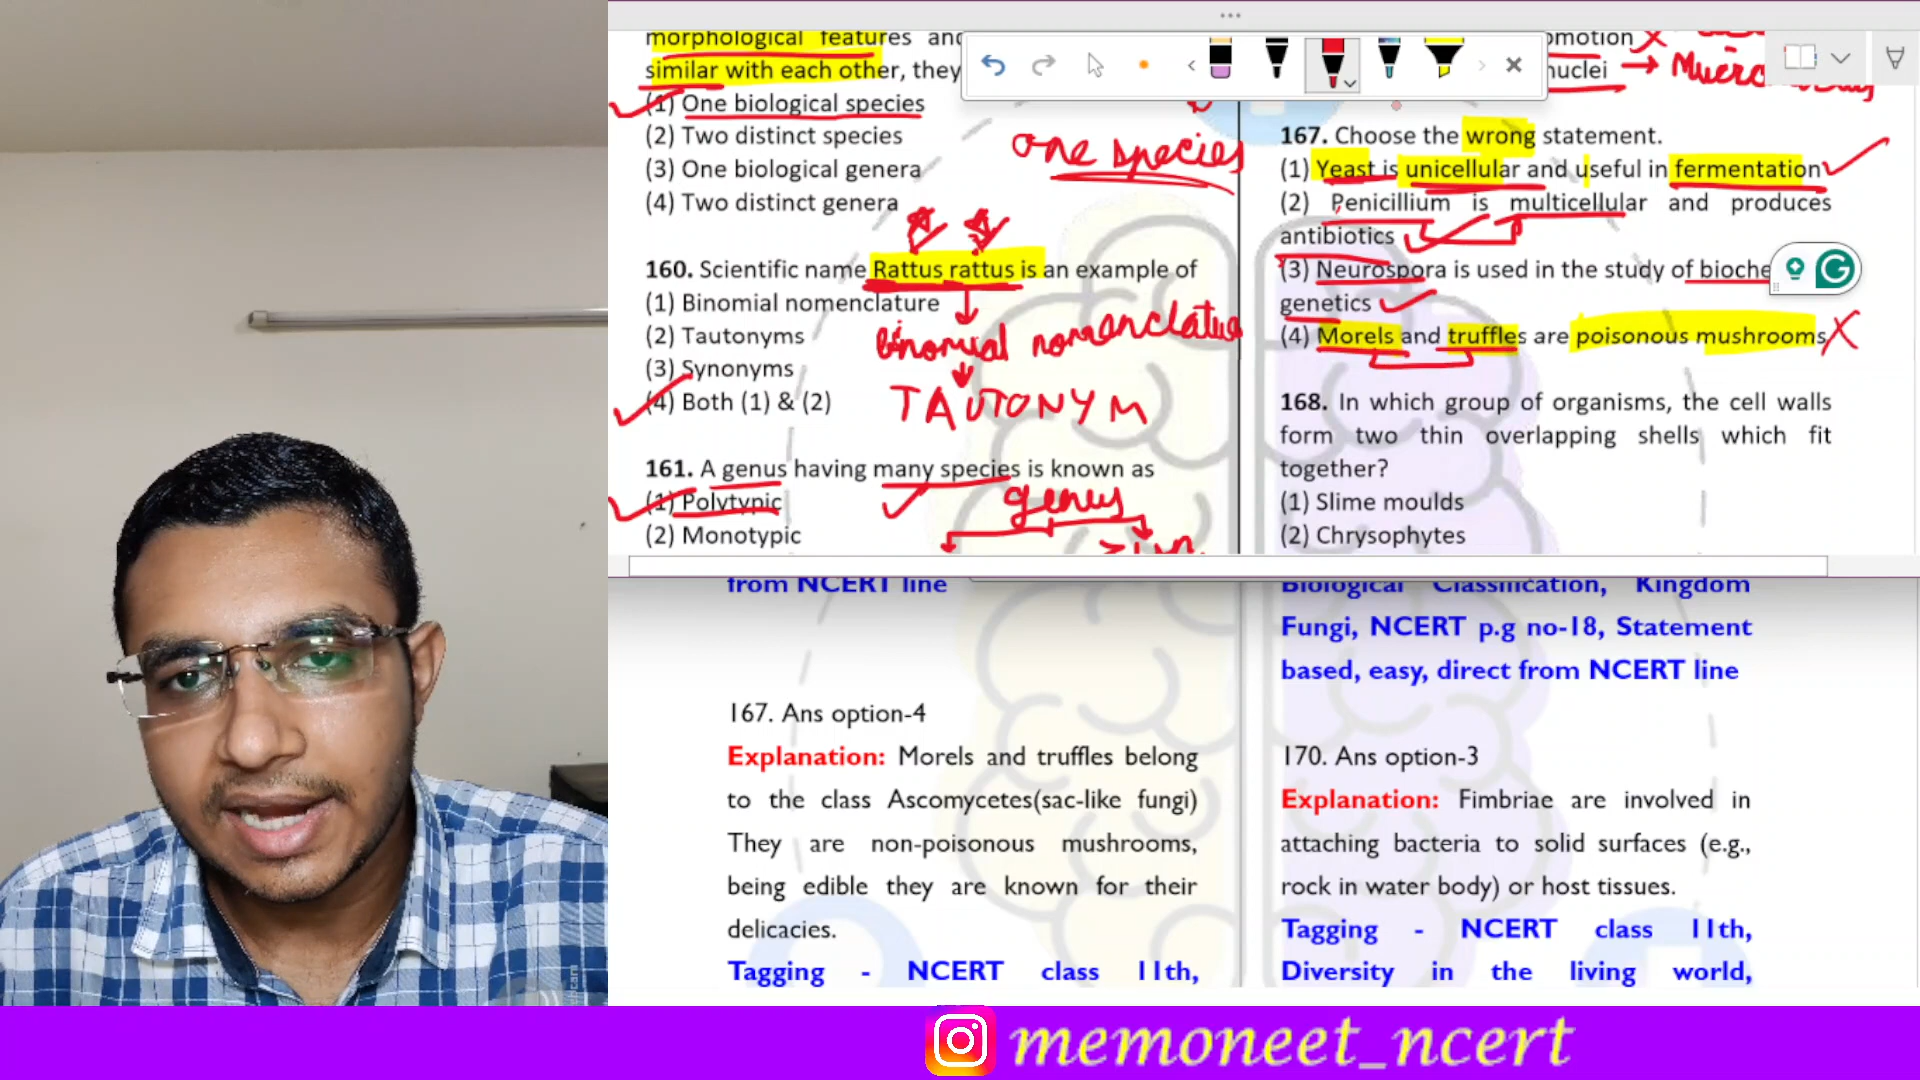 morphological features and
similar with each other, they
(1) One biological species
(2) Two distinct species
(3) One biological genera
(4) Two distinct genera
one species
160. Scientific name Rattus rattus is an example of
(1) Binomial nomenclature
(2) Tautonyms
(3) Synonyms
(4) Both (1) & (2)
binomial nomenclatu
TAUTONYM
161. A genus having many species is known as
(1) Polytypic
(2) Monotypic
genus
omotion
nuclei
167. Choose the wrong statement.
(1) Yeast is unicellular and useful in fermentation
(2) Penicillium is multicellular and produces
antibiotics
(3) Neurospora is used in the study of bioche
genetics
(4) Morels and truffles are poisonous mushrooms
168. In which group of organisms, the cell walls
form two thin overlapping shells which fit
together?
(1) Slime moulds
(2) Chrysophytes
from NCERT line
167. Ans option-4
Explanation: Morels and truffles belong
to the class Ascomycetes(sac-like fungi)
They are non-poisonous mushrooms,
being edible they are known for their
delicacies.
Tagging - NCERT class 11th,
Biological Classification, Kingdom
Fungi, NCERT p.g no-18, Statement
based, easy, direct from NCERT line
170. Ans option-3
Explanation: Fimbriae are involved in
attaching bacteria to solid surfaces (e.g.,
rock in water body) or host tissues.
Tagging - NCERT class 11th,
Diversity in the living world,
memoneet_ncert